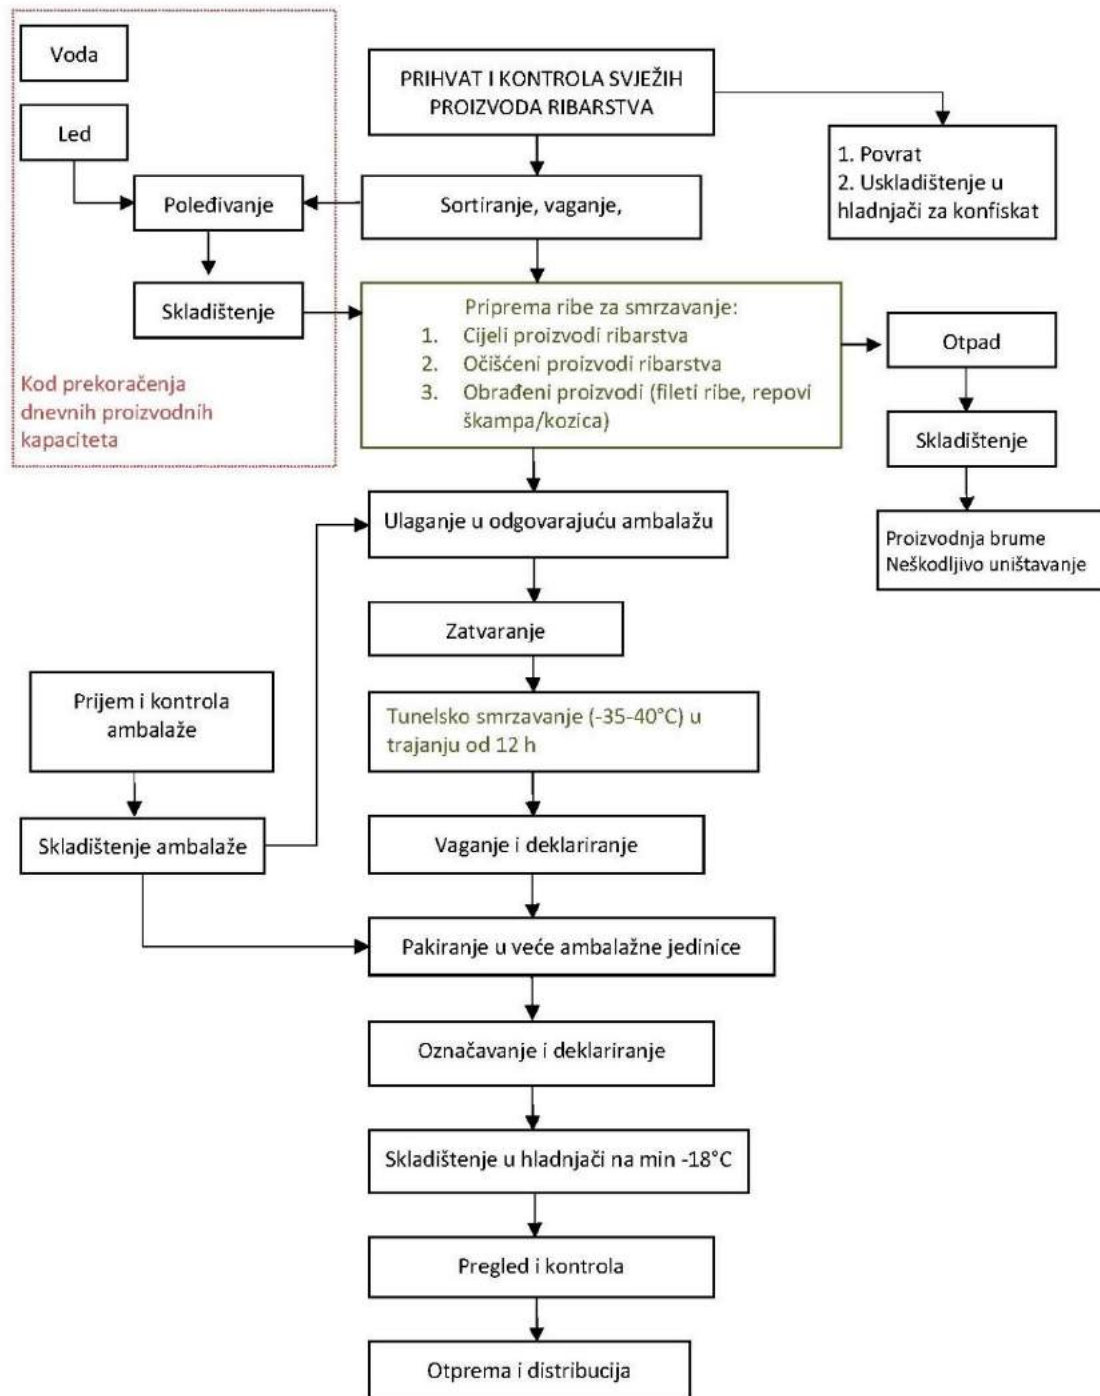 Voda
PRIHVAT I KONTROLA SVJEŽIH
PROIZVODA RIBARSTVA
Led
1. Povrat
2. Uskladištenje u
hladnjači za konfiskat
Poleđivanje
Sortiranje, vaganje,
Skladištenje
Priprema ribe za smrzavanje:
1. Cijeli proizvodi ribarstva
2. Očišćeni proizvodi ribarstva
3. Obrađeni proizvodi (fileti ribe, repovi
škampa/kozica)
Otpad
Kod prekoračenja
dnevnih proizvodnih
kapaciteta
Skladištenje
Ulaganje u odgovarajuću ambalažu
Proizvodnja brume
Neškodljivo uništavanje
Zatvaranje
Prijem i kontrola
ambalaže
Tunelsko smrzavanje (-35-40°C) u
trajanju od 12 h
Skladištenje ambalaže
Vaganje i deklariranje
Pakiranje u veće ambalažne jedinice
Označavanje i deklariranje
Skladištenje u hladnjači na min -18°C
Pregled i kontrola
Otprema i distribucija